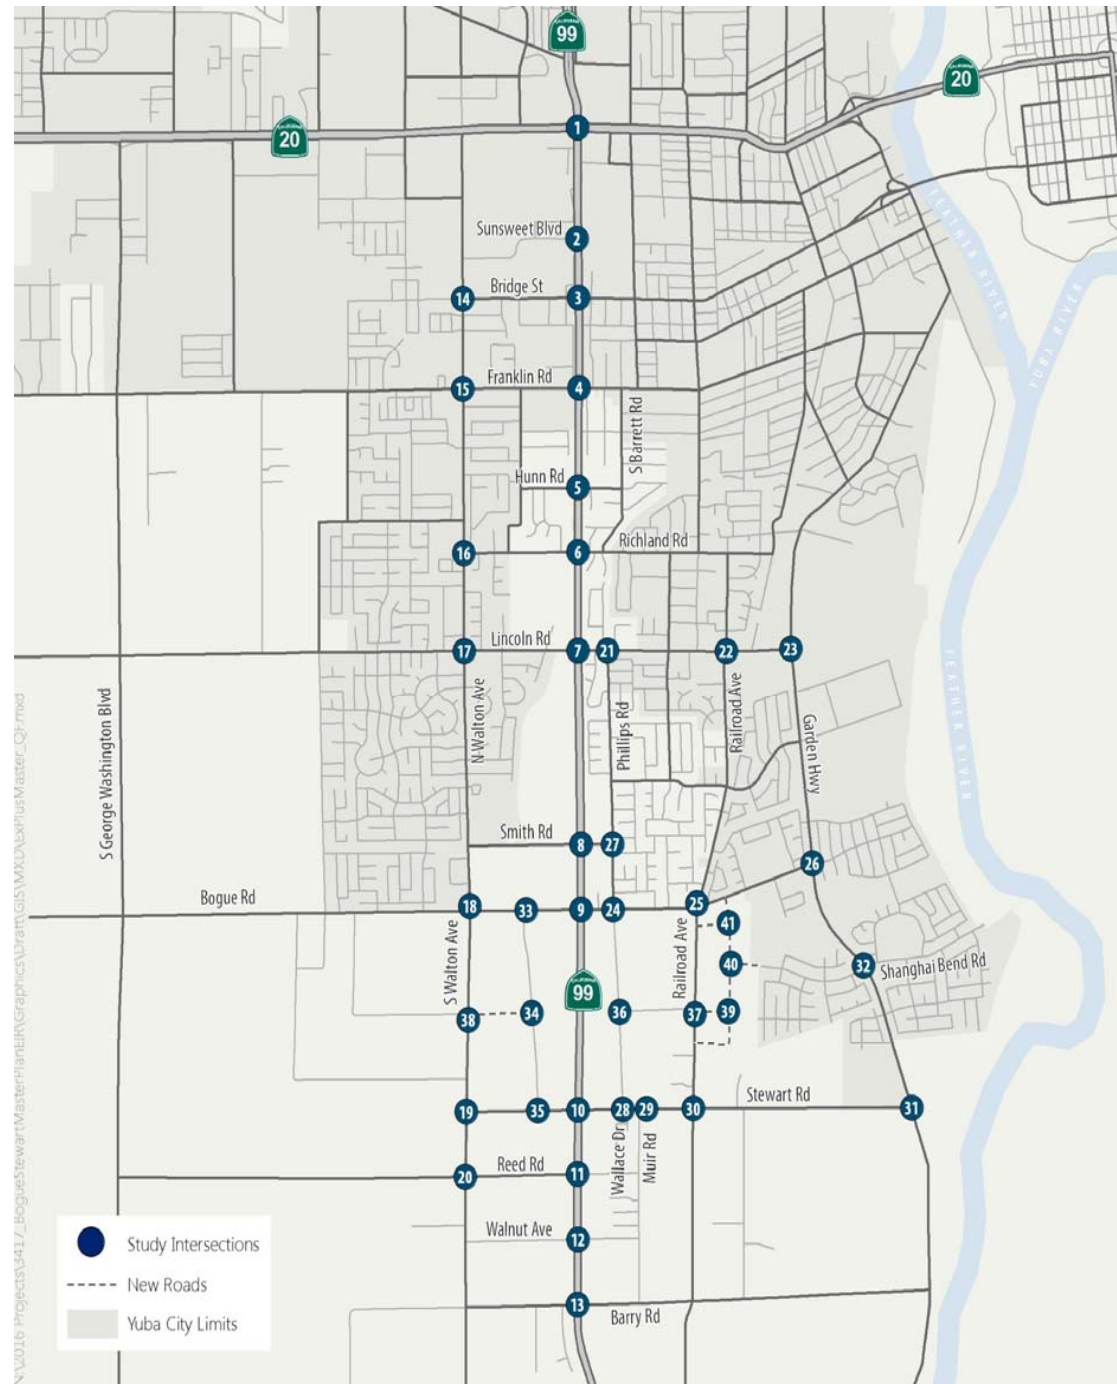 CALIFORNIA
99
CALIFORNIA
20
CALIFORNIA
20
1
Sunsweet Blvd
2
Bridge St
14
3
FEATHER RIVER
YUBA RIVER
Franklin Rd
15
4
S Barrett Rd
Hunn Rd
5
Richland Rd
16
6
Lincoln Rd
17
7
21
22
23
FEATHER RIVER
S George Washington Blvd
N Walton Ave
Phillips Rd
Railroad Ave
Garden Hwy
Smith Rd
8
27
26
Bogue Rd
18
33
9
24
25
41
S Walton Ave
Railroad Ave
40
32
Shanghai Bend Rd
CALIFORNIA
99
38
34
36
37
39
Stewart Rd
19
35
10
28
29
30
31
Wallace Dr
Muir Rd
Reed Rd
20
11
Walnut Ave
12
13
Barry Rd
Study Intersections
New Roads
Yuba City Limits